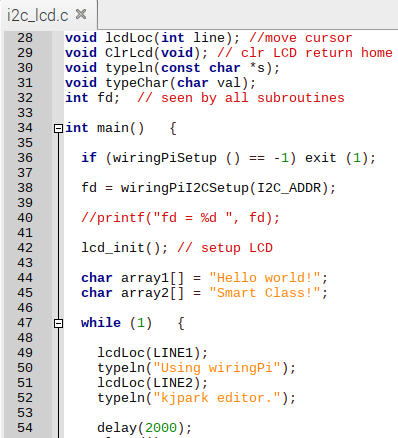 i2c_lcd.c ✖
28 void lcdLoc(int line); //move cursor
29 void ClrLcd(void); // clr LCD return home
30 void typeln(const char *s);
31 void typeChar(char val);
32 int fd;  // seen by all subroutines
33
34 int main()   {
35
36   if (wiringPiSetup () == -1) exit (1);
37
38   fd = wiringPiI2CSetup(I2C_ADDR);
39
40   //printf("fd = %d ", fd);
41
42   lcd_init(); // setup LCD
43
44   char array1[] = "Hello world!";
45   char array2[] = "Smart Class!";
46
47   while (1)   {
48
49     lcdLoc(LINE1);
50     typeln("Using wiringPi");
51     lcdLoc(LINE2);
52     typeln("kjpark editor.");
53
54     delay(2000);